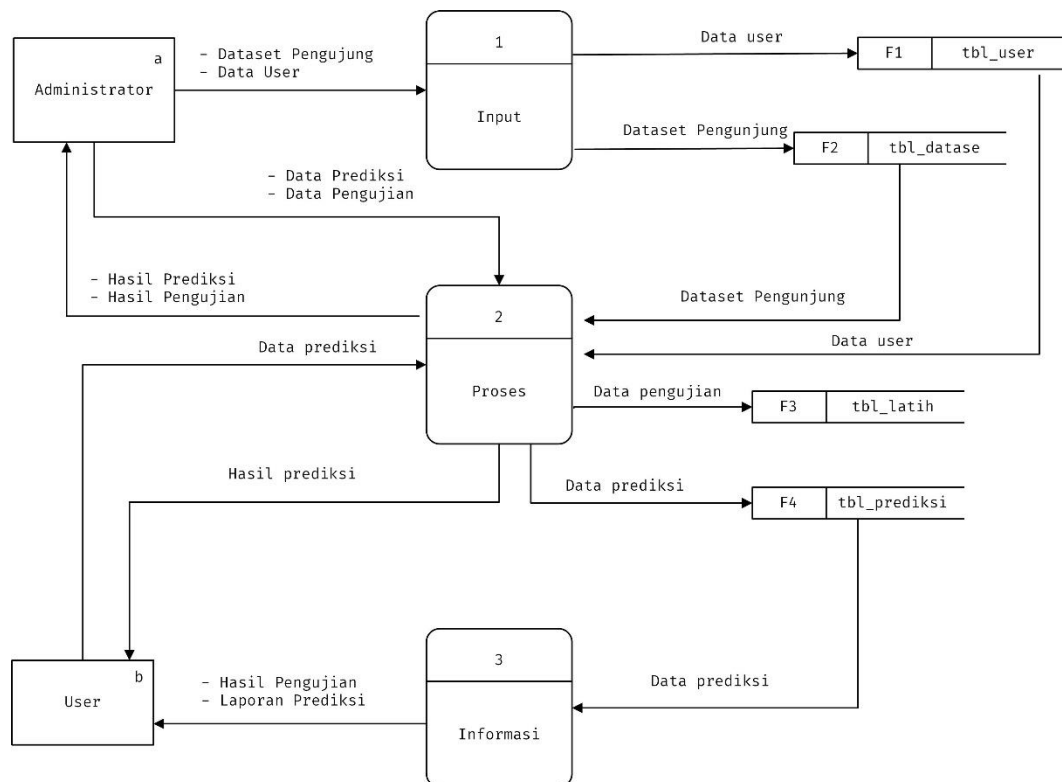 a
Administrator
- Dataset Pengujung
- Data User
1
Input
Data user
F1 tbl_user
Dataset Pengunjung
F2 tbl_datase
- Data Prediksi
- Data Pengujian
- Hasil Prediksi
- Hasil Pengujian
2
Proses
Dataset Pengunjung
Data user
Data prediksi
Data pengujian
F3 tbl_latih
Hasil prediksi
Data prediksi
F4 tbl_prediksi
b
User
- Hasil Pengujian
- Laporan Prediksi
3
Informasi
Data prediksi